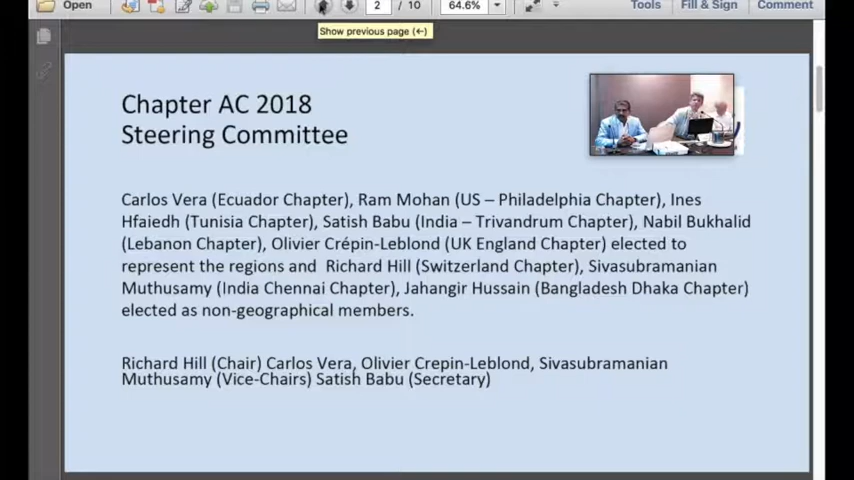 Open
2 / 10
64.6%
Tools
Fill & Sign
Comment
Show previous page (←)
Chapter AC 2018
Steering Committee
Carlos Vera (Ecuador Chapter), Ram Mohan (US – Philadelphia Chapter), Ines
Hfaiedh (Tunisia Chapter), Satish Babu (India – Trivandrum Chapter), Nabil Bukhalid
(Lebanon Chapter), Olivier Crépin-Leblond (UK England Chapter) elected to
represent the regions and  Richard Hill (Switzerland Chapter), Sivasubramanian
Muthusamy (India Chennai Chapter), Jahangir Hussain (Bangladesh Dhaka Chapter)
elected as non-geographical members.
Richard Hill (Chair) Carlos Vera, Olivier Crepin-Leblond, Sivasubramanian
Muthusamy (Vice-Chairs) Satish Babu (Secretary)